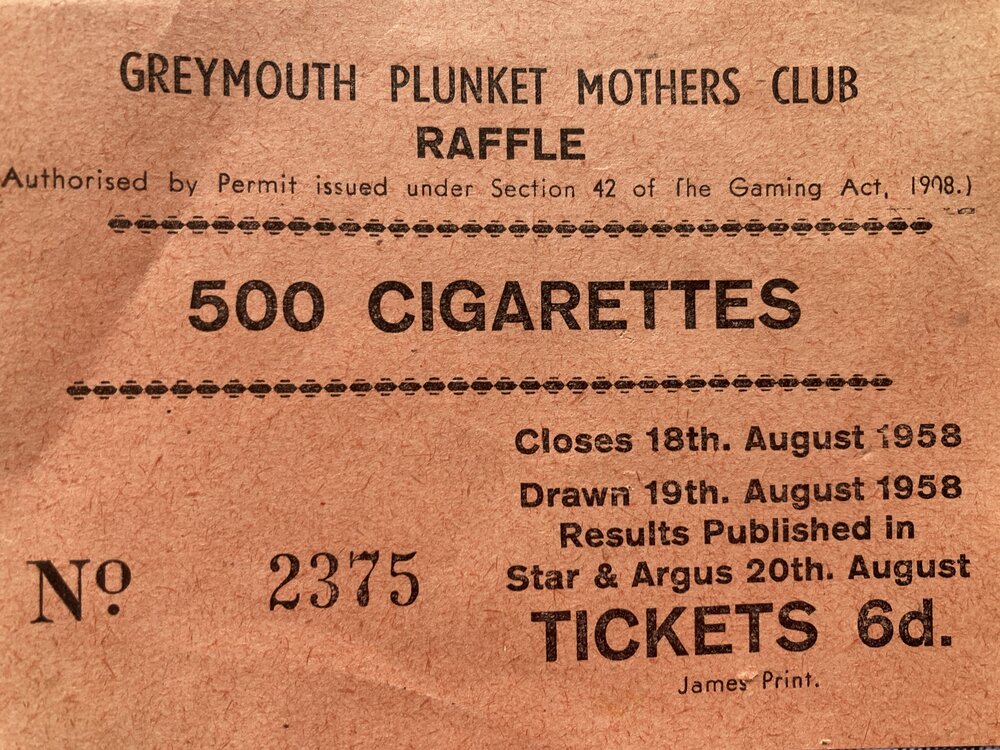 GREYMOUTH PLUNKET MOTHERS CLUB
RAFFLE
Authorised by Permit issued under Section 42 of The Gaming Act, 1908.)
500 CIGARETTES
Closes 18th. August 1958
Drawn 19th. August 1958
Results Published in
Star & Argus 20th. August
Nº 2375
TICKETS 6d.
James Print.